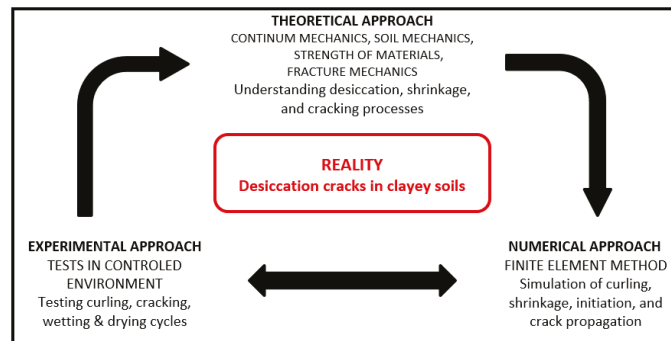 THEORETICAL APPROACH
CONTINUM MECHANICS, SOIL MECHANICS,
STRENGTH OF MATERIALS,
FRACTURE MECHANICS
Understanding desiccation, shrinkage,
and cracking processes
REALITY
Desiccation cracks in clayey soils
EXPERIMENTAL APPROACH
TESTS IN CONTROLED
ENVIRONMENT
Testing curling, cracking,
wetting & drying cycles
NUMERICAL APPROACH
FINITE ELEMENT METHOD
Simulation of curling,
shrinkage, initiation, and
crack propagation